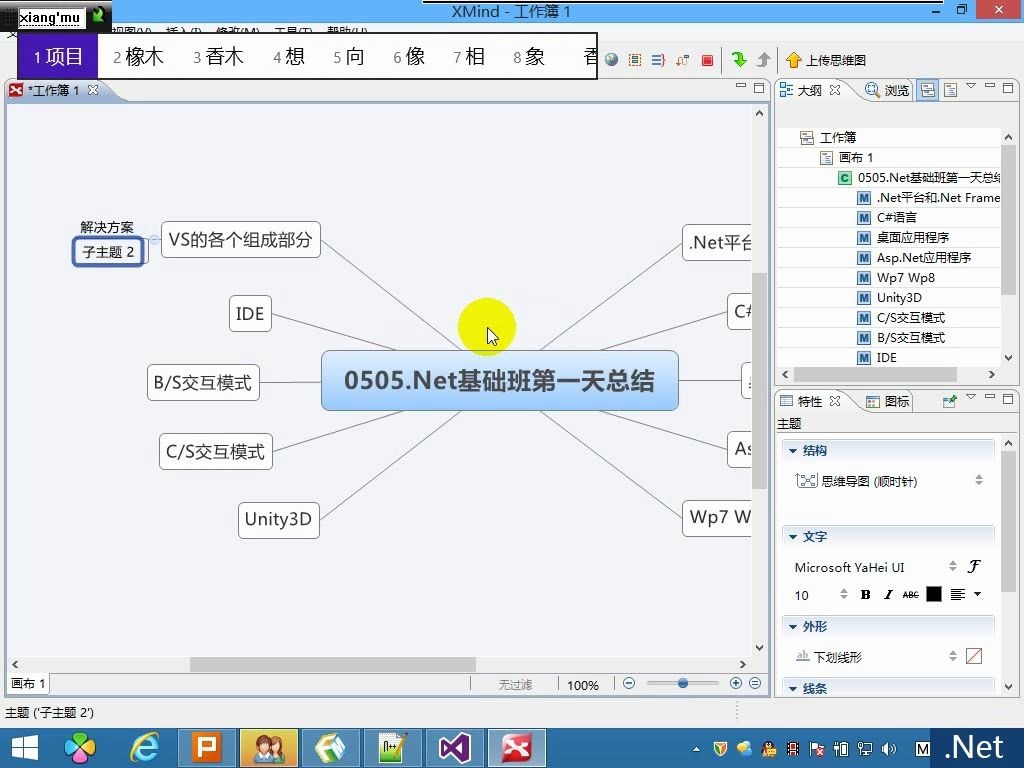 xiang'mu
XMind - 工作簿 1
1 项目 2 橡木 3 香木 4 想 5 向 6 像 7 相 8 象 香
上传思维图
*工作簿 1
大纲
浏览
工作簿
画布 1
0505.Net基础班第一天总结
.Net平台和.Net Frame
C#语言
桌面应用程序
Asp.Net应用程序
Wp7 Wp8
Unity3D
C/S交互模式
B/S交互模式
IDE
解决方案
子主题 2
VS的各个组成部分
.Net平台
IDE
C#
B/S交互模式
0505.Net基础班第一天总结
C/S交互模式
As
Unity3D
Wp7 W
特性
图标
主题
结构
思维导图 (顺时针)
文字
Microsoft YaHei UI
10
B I ABC
外形
ab 下划线形
线条
画布 1
无过滤
100%
主题 ('子主题 2')
M
.Net